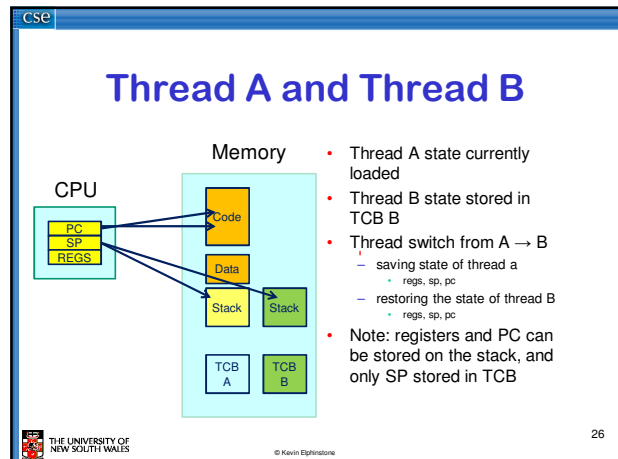 cse
Thread A and Thread B
CPU
PC
SP
REGS
Memory
Code
Data
Stack
Stack
TCB
A
TCB
B
• Thread A state currently
loaded
• Thread B state stored in
TCB B
• Thread switch from A → B
– saving state of thread a
• regs, sp, pc
– restoring the state of thread B
• regs, sp, pc
• Note: registers and PC can
be stored on the stack, and
only SP stored in TCB
THE UNIVERSITY OF
NEW SOUTH WALES
© Kevin Elphinstone
26